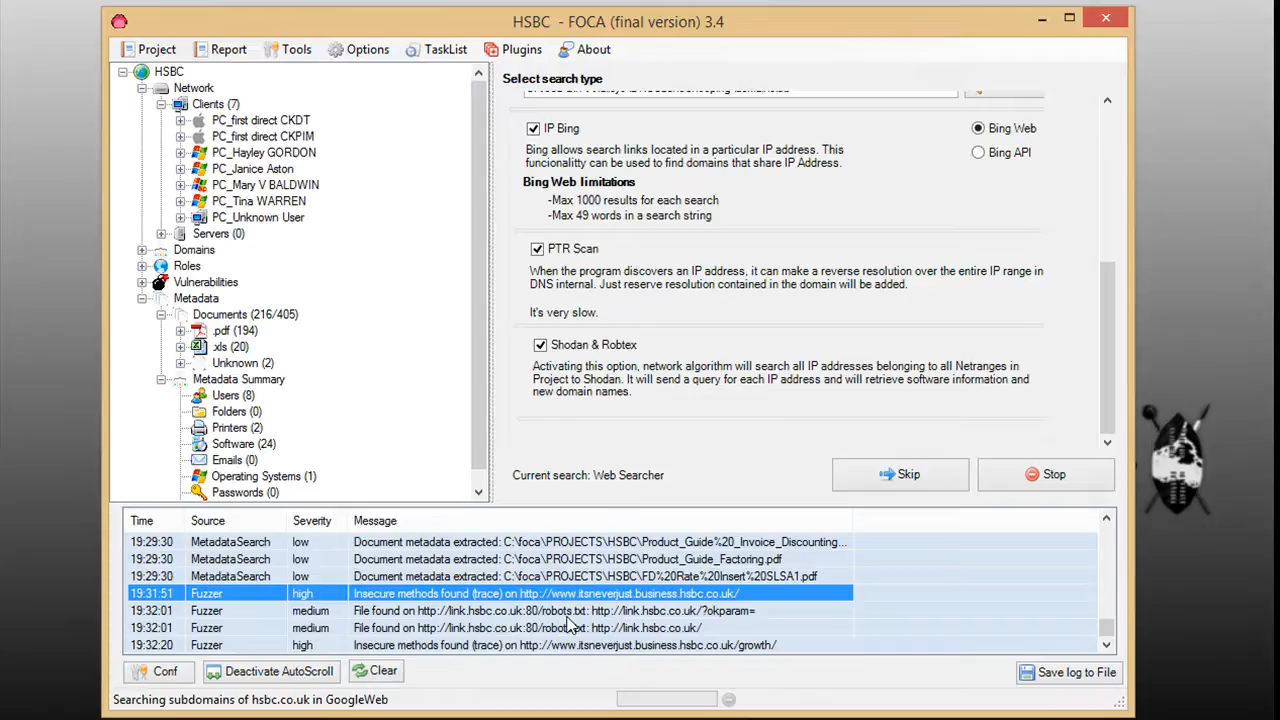 HSBC - FOCA (final version) 3.4
Project Report Tools Options TaskList Plugins About
HSBC
Network
Clients (7)
PC_first direct CKDT
PC_first direct CKPIM
PC_Hayley GORDON
PC_Janice Aston
PC_Mary V BALDWIN
PC_Tina WARREN
PC_Unknown User
Servers (0)
Domains
Roles
Vulnerabilities
Metadata
Documents (216/405)
.pdf (194)
.xls (20)
Unknown (2)
Metadata Summary
Users (8)
Folders (0)
Printers (2)
Software (24)
Emails (0)
Operating Systems (1)
Passwords (0)
Select search type
IP Bing
Bing allows search links located in a particular IP address. This
funcionality can be used to find domains that share IP Address.
Bing Web limitations
-Max 1000 results for each search
-Max 49 words in a search string
Bing Web
Bing API
PTR Scan
When the program discovers an IP address, it can make a reverse resolution over the entire IP range in
DNS internal. Just reserve resolution contained in the domain will be added.
It's very slow.
Shodan & Robtex
Activating this option, network algorithm will search all IP addresses belonging to all Netranges in
Project to Shodan. It will send a query for each IP address and will retrieve software information and
new domain names.
Current search: Web Searcher
Skip
Stop
Time Source Severity Message
19:29:30 MetadataSearch low Document metadata extracted: C:\foca\PROJECTS\HSBC\Product_Guide%20_Invoice_Discounting...
19:29:30 MetadataSearch low Document metadata extracted: C:\foca\PROJECTS\HSBC\Product_Guide_Factoring.pdf
19:29:30 MetadataSearch low Document metadata extracted: C:\foca\PROJECTS\HSBC\FD%20Rate%20Insert%20SLSA1.pdf
19:31:51 Fuzzer high Insecure methods found (trace) on http://www.itsneverjust.business.hsbc.co.uk/
19:32:01 Fuzzer medium File found on http://link.hsbc.co.uk:80/robots.txt: http://link.hsbc.co.uk/?okparam=
19:32:01 Fuzzer medium File found on http://link.hsbc.co.uk:80/robots.txt: http://link.hsbc.co.uk/
19:32:20 Fuzzer high Insecure methods found (trace) on http://www.itsneverjust.business.hsbc.co.uk/growth/
Conf Deactivate AutoScroll Clear Save log to File
Searching subdomains of hsbc.co.uk in GoogleWeb